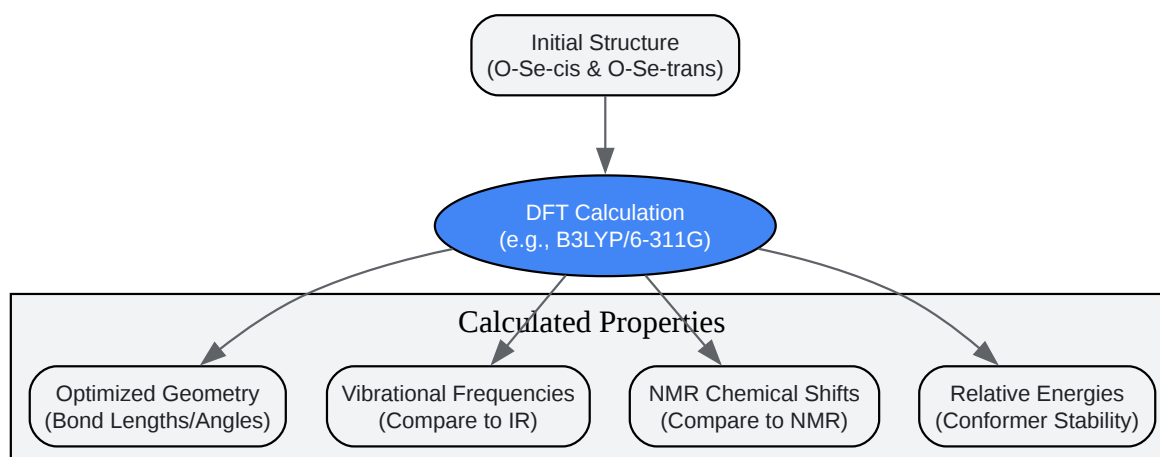 Initial Structure
(O-Se-cis & O-Se-trans)
DFT Calculation
(e.g., B3LYP/6-311G)
Calculated Properties
Optimized Geometry
(Bond Lengths/Angles)
Vibrational Frequencies
(Compare to IR)
NMR Chemical Shifts
(Compare to NMR)
Relative Energies
(Conformer Stability)